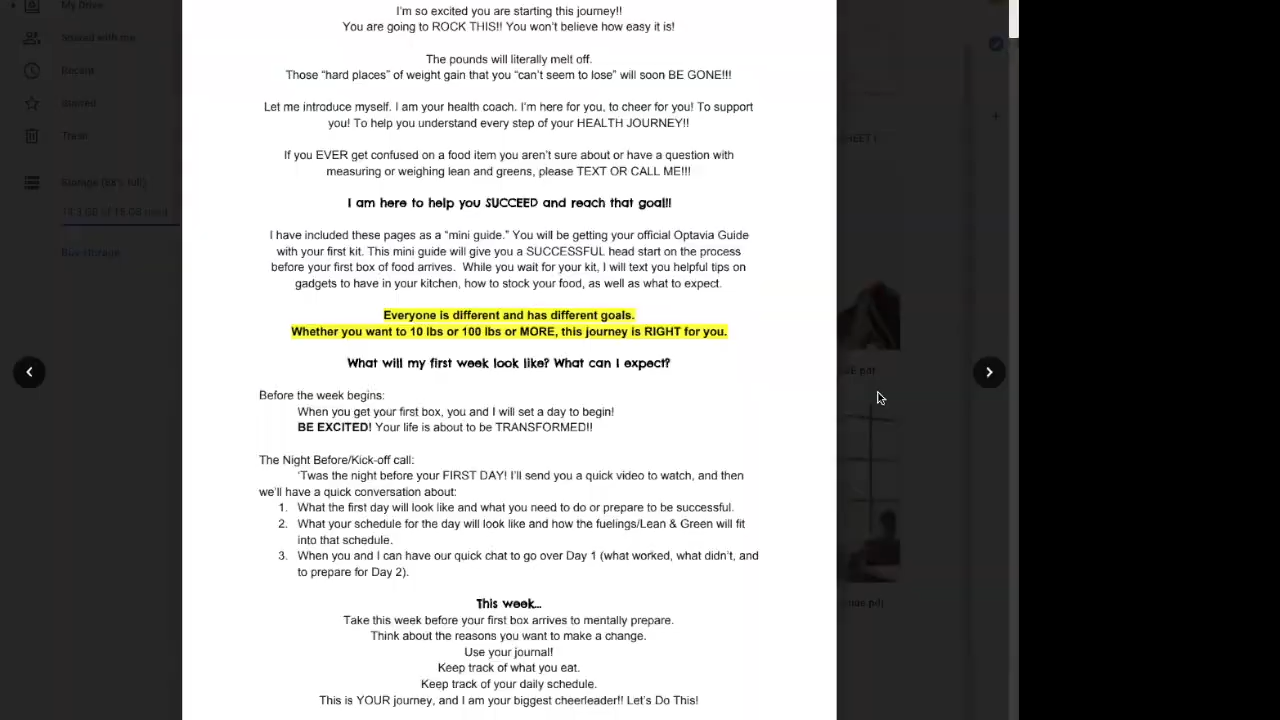 My Drive
Shared with me
Recent
Starred
Trash
Storage
Buy storage
I'm so excited you are starting this journey!!
You are going to ROCK THIS!! You won't believe how easy it is!
The pounds will literally melt off.
Those “hard places” of weight gain that you “can't seem to lose” will soon BE GONE!!!
Let me introduce myself. I am your health coach. I'm here for you, to cheer for you! To support
you! To help you understand every step of your HEALTH JOURNEY!!
If you EVER get confused on a food item you aren't sure about or have a question with
measuring or weighing lean and greens, please TEXT OR CALL ME!!!
I am here to help you SUCCEED and reach that goal!!
I have included these pages as a “mini guide.” You will be getting your official Optavia Guide
with your first kit. This mini guide will give you a SUCCESSFUL head start on the process
before your first box of food arrives. While you wait for your kit, I will text you helpful tips on
gadgets to have in your kitchen, how to stock your food, as well as what to expect.
Everyone is different and has different goals.
Whether you want to 10 lbs or 100 lbs or MORE, this journey is RIGHT for you.
What will my first week look like? What can I expect?
Before the week begins:
When you get your first box, you and I will set a day to begin!
BE EXCITED! Your life is about to be TRANSFORMED!!
The Night Before/Kick-off call:
'Twas the night before your FIRST DAY! I'll send you a quick video to watch, and then
we'll have a quick conversation about:
1. What the first day will look like and what you need to do or prepare to be successful.
2. What your schedule for the day will look like and how the fuelings/Lean & Green will fit
into that schedule.
3. When you and I can have our quick chat to go over Day 1 (what worked, what didn't, and
to prepare for Day 2).
This week...
Take this week before your first box arrives to mentally prepare.
Think about the reasons you want to make a change.
Use your journal!
Keep track of what you eat.
Keep track of your daily schedule.
This is YOUR journey, and I am your biggest cheerleader!! Let's Do This!